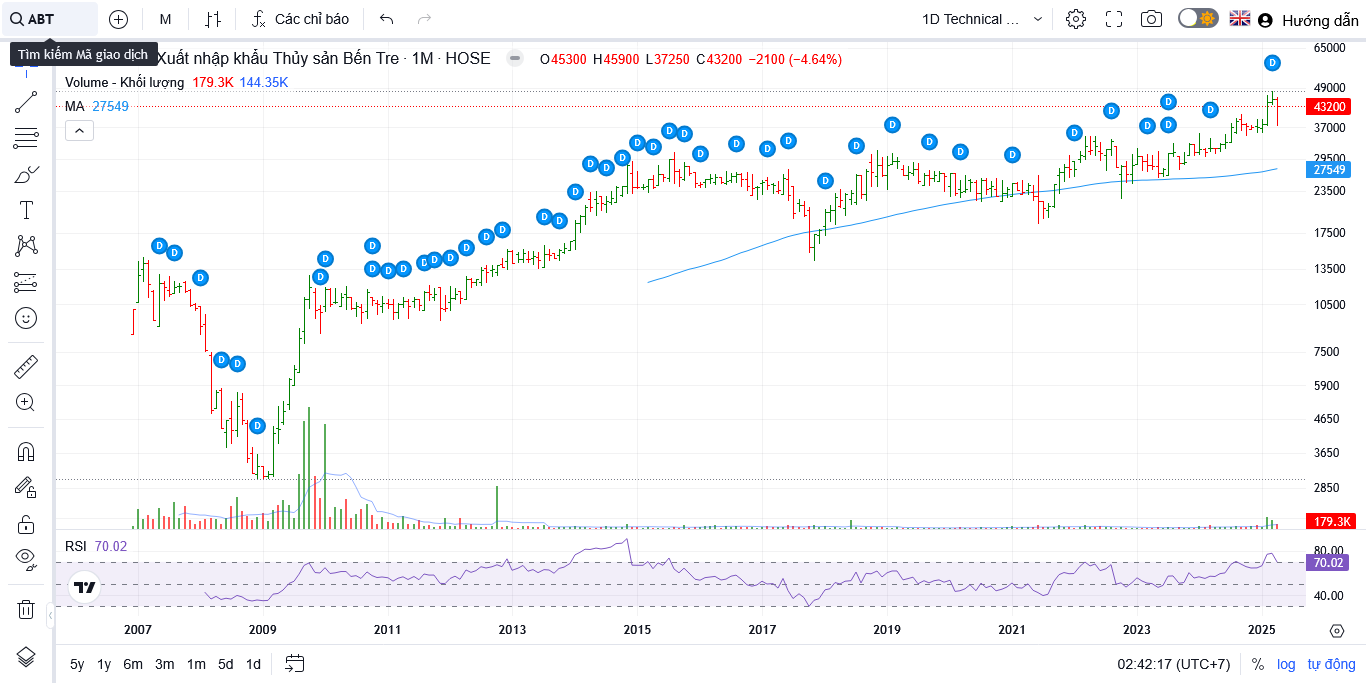 ABT
M
Các chỉ báo
1D Technical ...
Hướng dẫn
Tìm kiếm Mã giao dịch
Xuất nhập khẩu Thủy sản Bến Tre · 1M · HOSE
O45300 H45900 L37250 C43200 −2100 (−4.64%)
Volume - Khối lượng 179.3K 144.35K
MA 27549
65000
49000
43200
37000
29500
27549
23500
17500
13500
10500
7500
5900
4650
3650
2850
179.3K
D D D D D D D D D D D D D D D D D D D D D D D D D D D D D D D D D D D D D D D D D D D D D D D
RSI 70.02
80.00
70.02
40.00
2007 2009 2011 2013 2015 2017 2019 2021 2023 2025
5y 1y 6m 3m 1m 5d 1d
02:42:17 (UTC+7) % log tự động